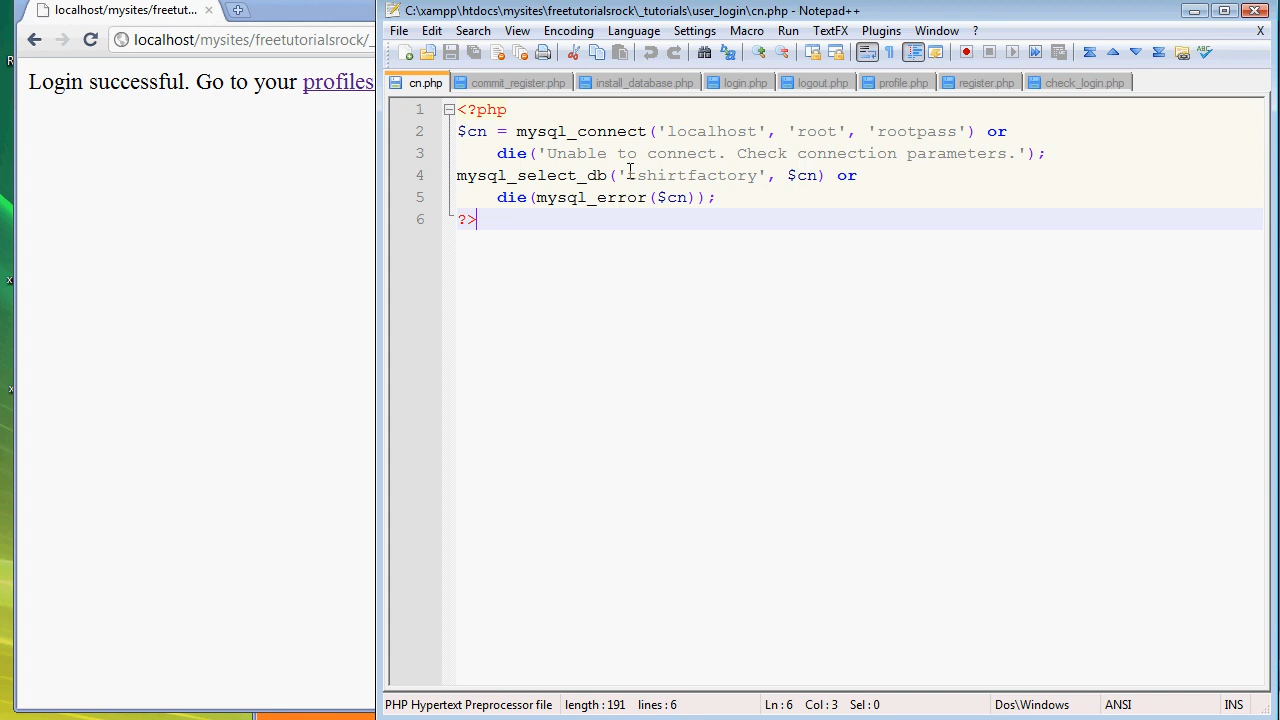 localhost/mysites/freetut...
localhost/mysites/freetutorialsrock/_
Login successful. Go to your profiles
C:\xampp\htdocs\mysites\freetutorialsrock\_tutorials\user_login\cn.php - Notepad++
File Edit Search View Encoding Language Settings Macro Run TextFX Plugins Window ? X
cn.php commit_register.php install_database.php login.php logout.php profile.php register.php check_login.php
1 <?php
2 $cn = mysql_connect('localhost', 'root', 'rootpass') or
3 die('Unable to connect. Check connection parameters.');
4 mysql_select_db('tshirtfactory', $cn) or
5 die(mysql_error($cn));
6 ?>
PHP Hypertext Preprocessor file length : 191 lines : 6 Ln : 6 Col : 3 Sel : 0 Dos\Windows ANSI INS